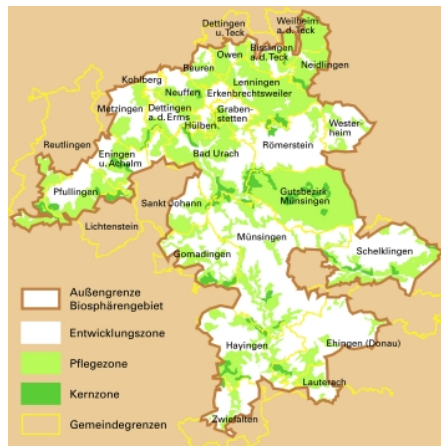 Dettingen
u. Teck
Weilheim
a. d. Teck
Bissingen
a. d. Teck
Owen
Neidlingen
Beuren
Kohlberg
Lenningen
Neuffen
Erkenbrechtsweiler
Metzingen
Dettingen
a. d. Erms
Graben-
stetten
Hülben
Wester-
heim
Reutlingen
Römerstein
Eningen
u. Achalm
Bad Urach
Pfullingen
Gutsbezirk
Münsingen
Sankt Johann
Lichtenstein
Münsingen
Gomadingen
Schelklingen
Hayingen
Ehingen (Donau)
Lauterach
Zwiefalten
Außengrenze
Biosphärengebiet
Entwicklungszone
Pflegezone
Kernzone
Gemeindegrenzen